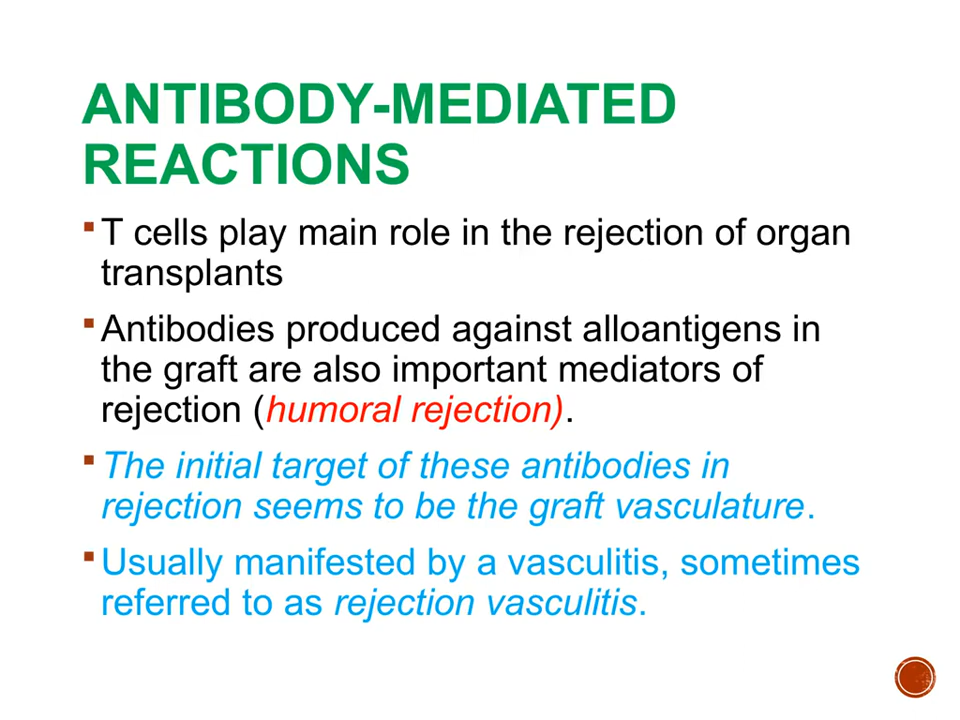 ANTIBODY-MEDIATED
REACTIONS
▪ T cells play main role in the rejection of organ
transplants
▪ Antibodies produced against alloantigens in
the graft are also important mediators of
rejection (humoral rejection).
▪ The initial target of these antibodies in
rejection seems to be the graft vasculature.
▪ Usually manifested by a vasculitis, sometimes
referred to as rejection vasculitis.